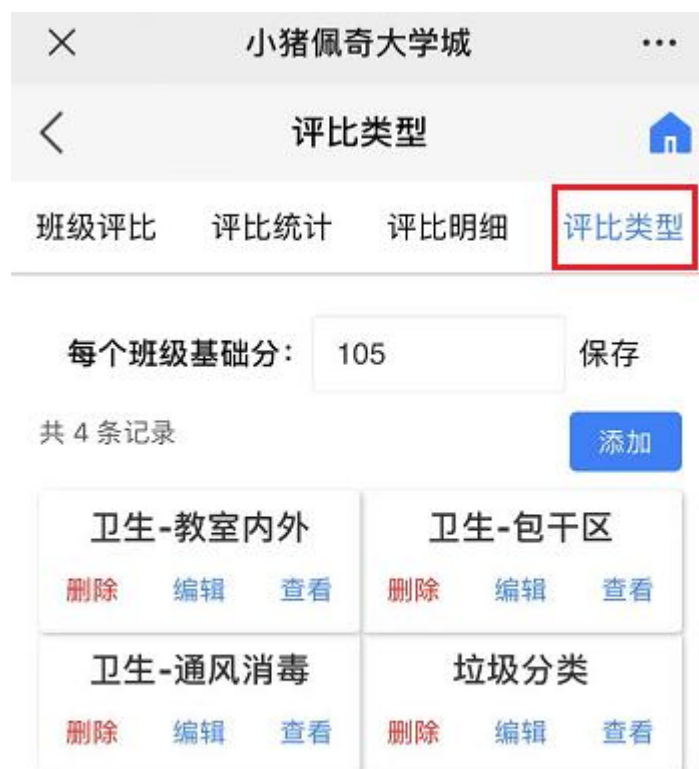 小猪佩奇大学城
评比类型
班级评比 评比统计 评比明细 评比类型
每个班级基础分： 105 保存
共 4 条记录 添加
卫生-教室内外 卫生-包干区
删除 编辑 查看 删除 编辑 查看
卫生-通风消毒 垃圾分类
删除 编辑 查看 删除 编辑 查看